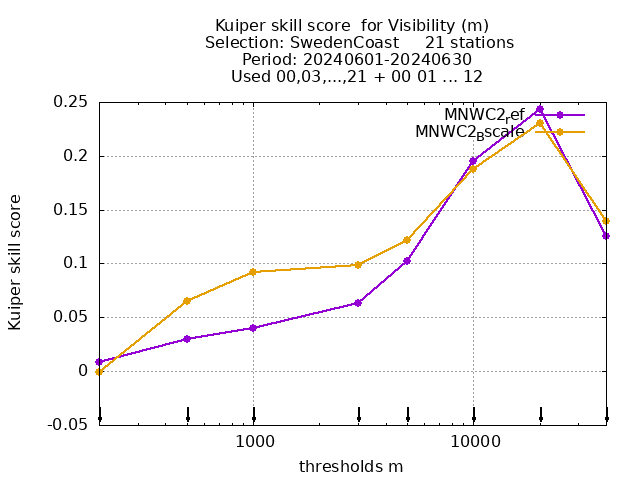 Kuiper skill score  for Visibility (m)
Selection: SwedenCoast     21 stations
Period: 20240601-20240630
Used 00,03,...,21 + 00 01 ... 12
0.25
0.2
0.15
0.1
0.05
0
-0.05
Kuiper skill score
MNWC2ref
MNWC2Bscale
1000
10000
thresholds m